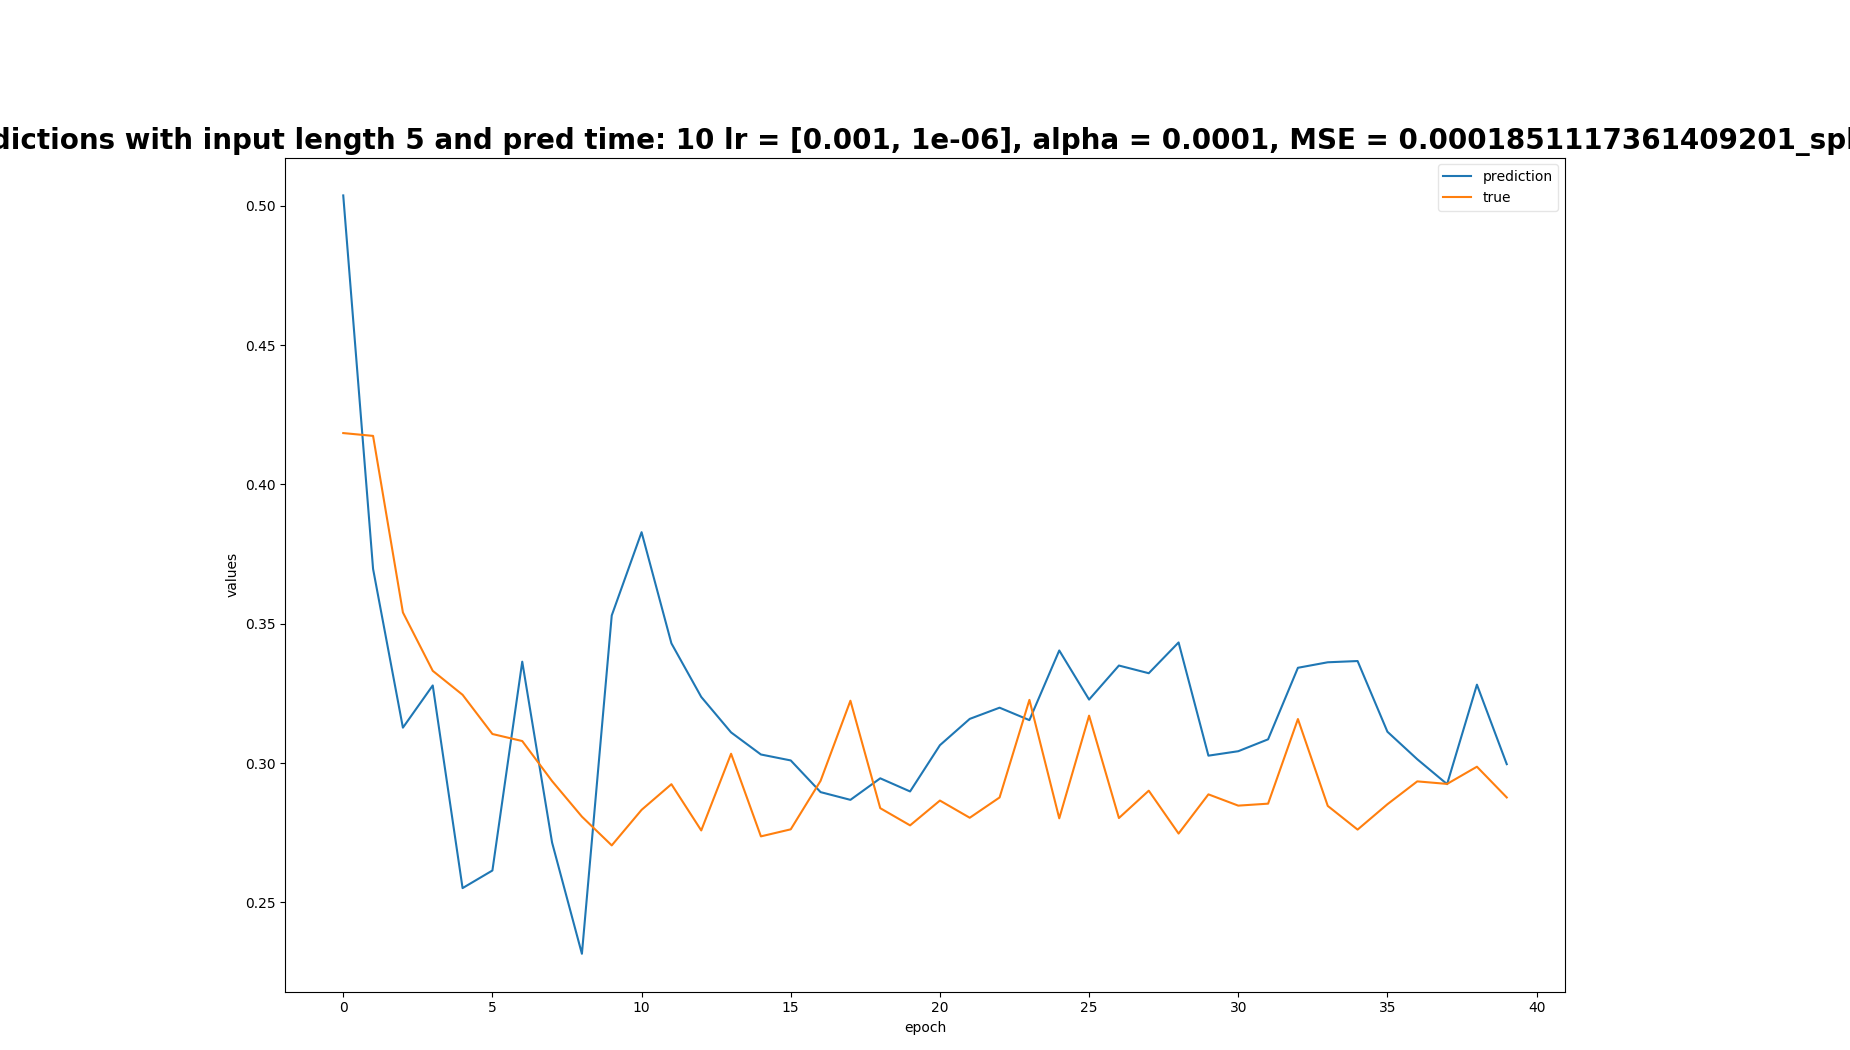 dictions with input length 5 and pred time: 10 lr = [0.001, 1e-06], alpha = 0.0001, MSE = 0.0001851117361409201_spl
prediction
true
0.50
0.45
0.40
0.35
0.30
0.25
values
0 5 10 15 20 25 30 35 40
epoch